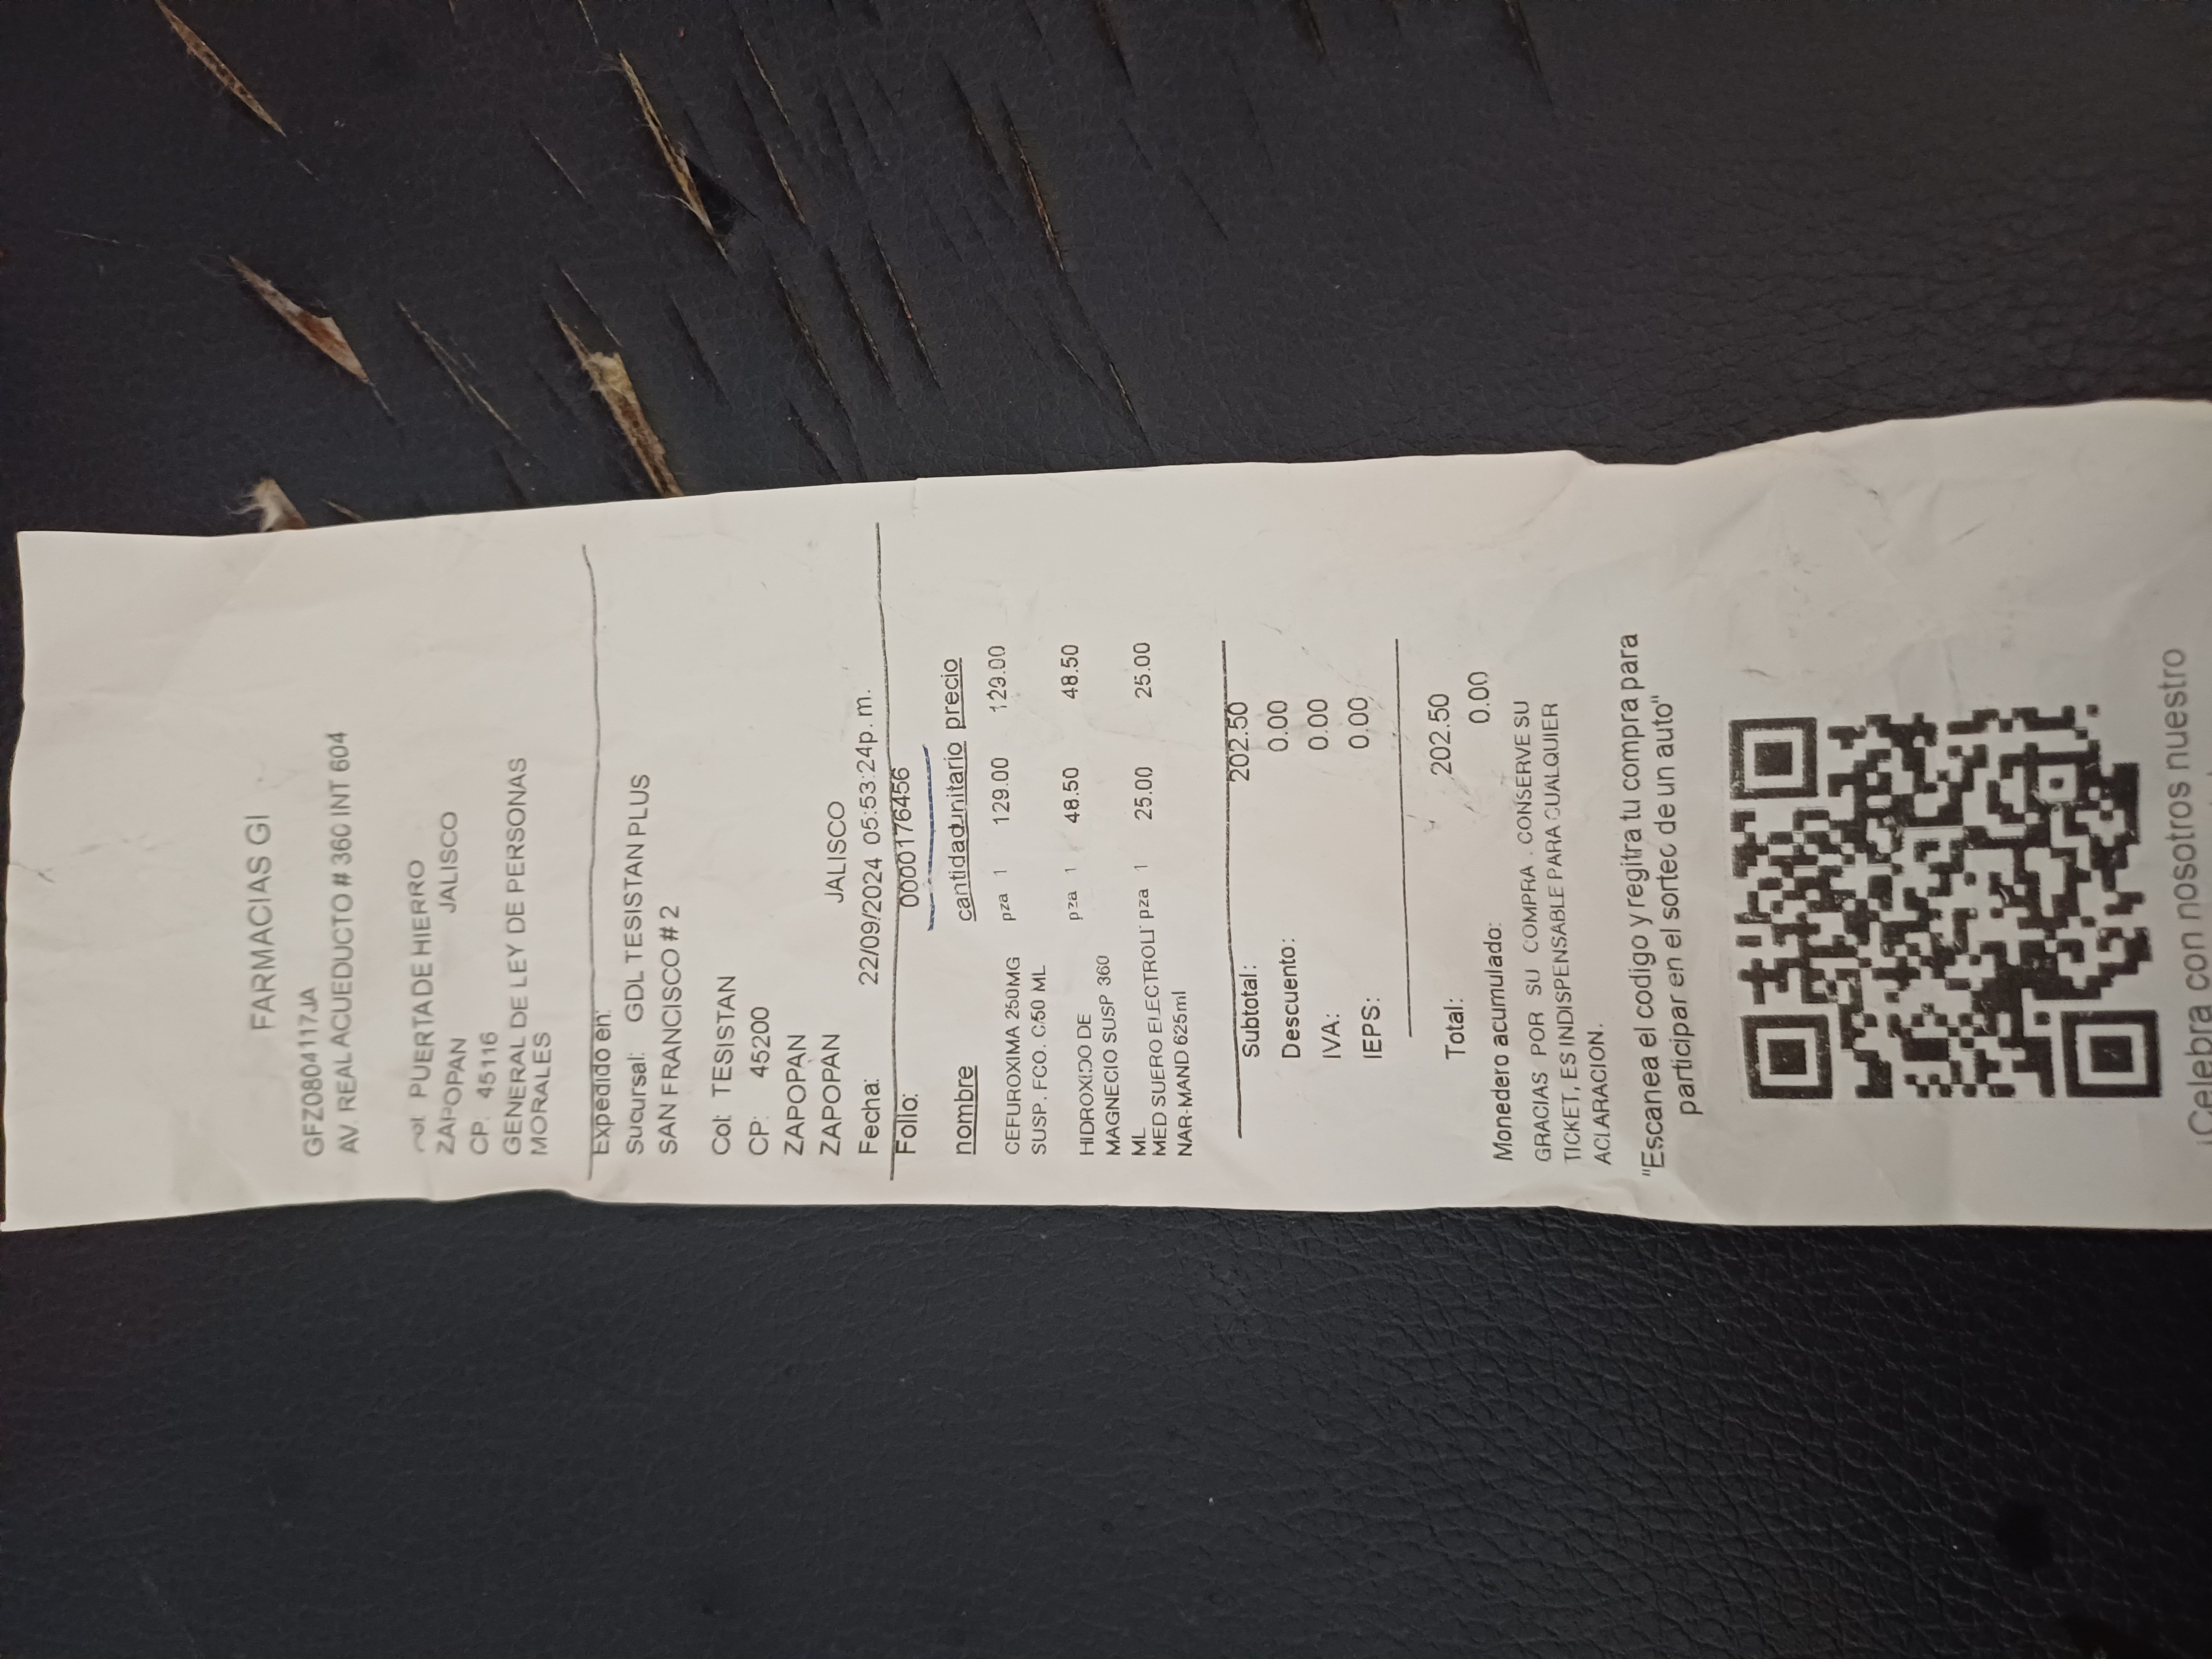 FARMACIAS GI
GFZ0804117JA
AV. REAL ACUEDUCTO # 360 INT 604
col PUERTA DE HIERRO
ZAPOPAN JALISCO
CP: 45116
GENERAL DE LEY DE PERSONAS
MORALES
Expedido en:
Sucursal: GDL TESISTAN PLUS
SAN FRANCISCO # 2
Col: TESISTAN
CP: 45200
ZAPOPAN
ZAPOPAN JALISCO
Fecha: 22/09/2024 05:53:24p. m.
Folio: 0000176456
nombre cantidad unitario precio
CEFUROXIMA 250MG pza 1 129.00 129.00
SUSP. FCO. C/50 ML
HIDROXIDO DE pza 1 48.50 48.50
MAGNECIO SUSP 360
ML
MED SUERO ELECTROLI pza 1 25.00 25.00
NAR-MAND 625ml
Subtotal: 202.50
Descuento: 0.00
IVA: 0.00
IEPS: 0.00
Total: 202.50
Monedero acumulado: 0.00
GRACIAS POR SU COMPRA . CONSERVE SU
TICKET, ES INDISPENSABLE PARA CUALQUIER
ACLARACION.
"Escanea el codigo y regitra tu compra para
participar en el sorteo de un auto"
¡Celebra con nosotros nuestro